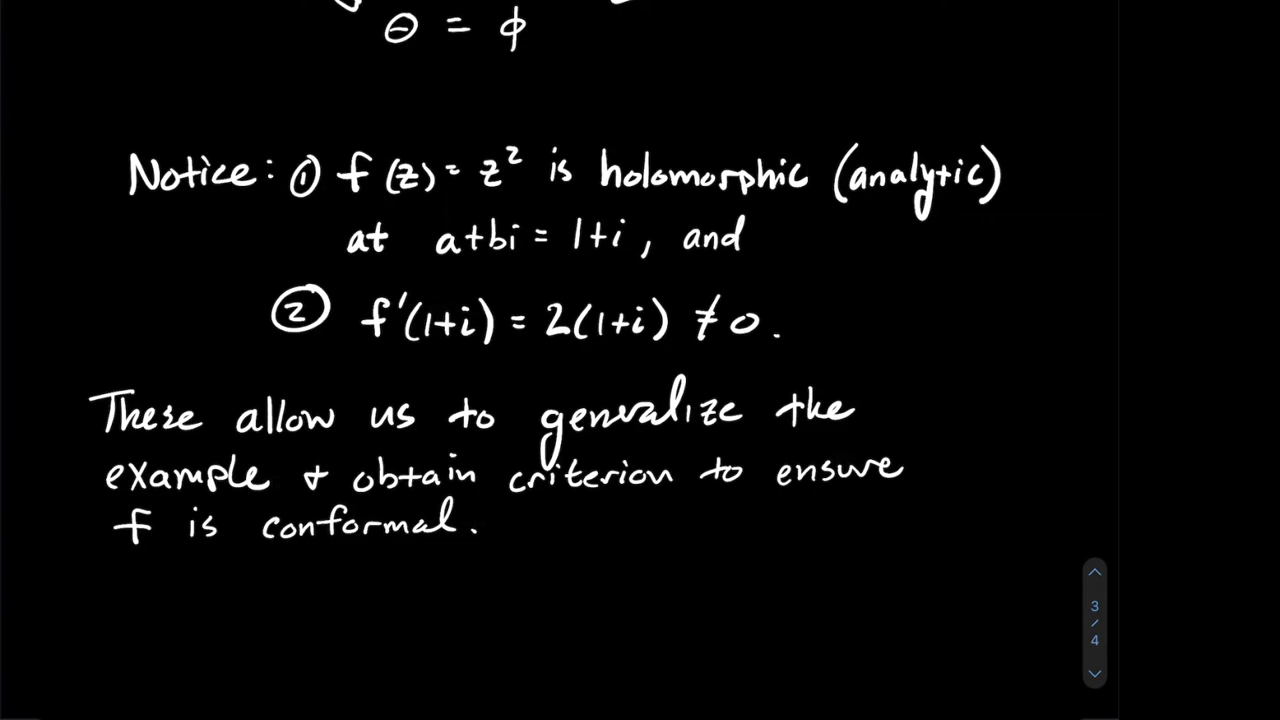 θ = ϕ
Notice: ① f(z) = z² is holomorphic (analytic)
at a+bi = 1+i, and
② f'(1+i) = 2(1+i) ≠ 0.
These allow us to generalize the
example + obtain criterion to ensure
f is conformal.
3
/
4